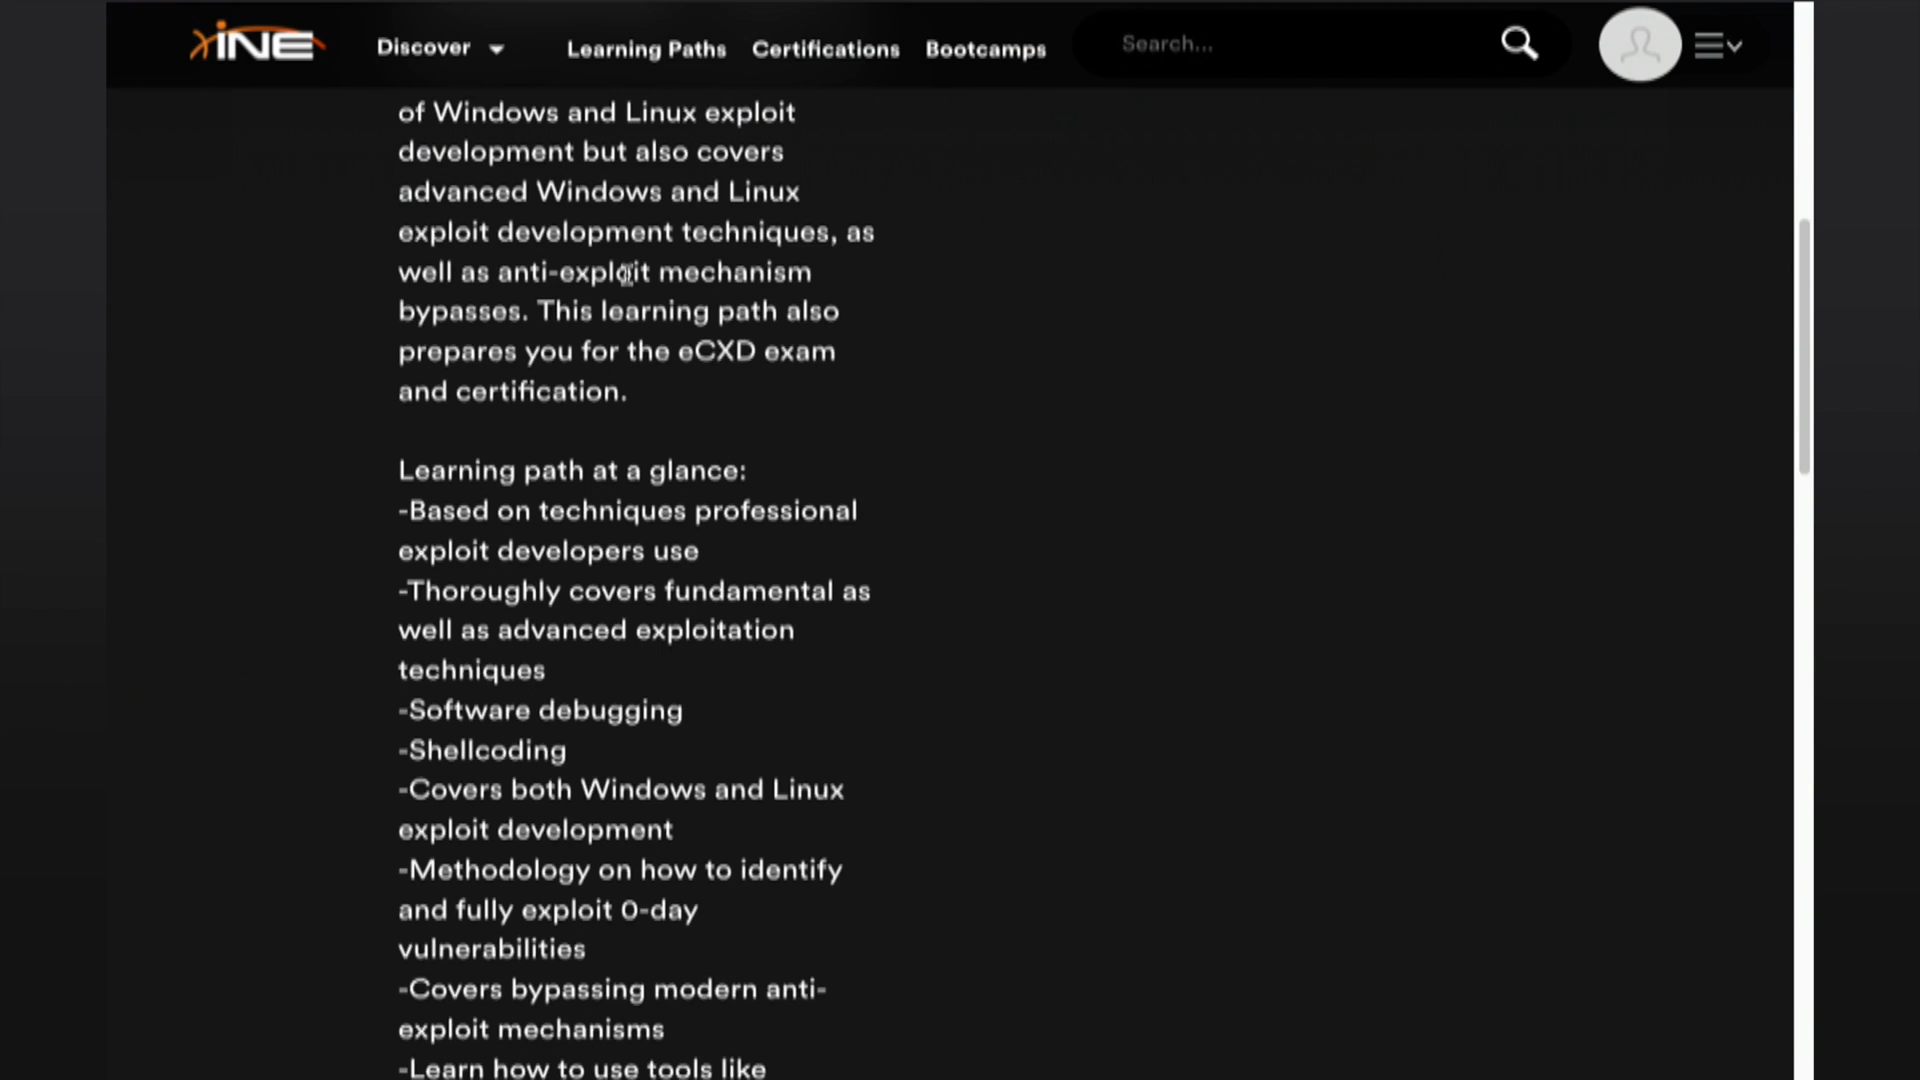 INE
Discover
Learning Paths
Certifications
Bootcamps
Search...
of Windows and Linux exploit
development but also covers
advanced Windows and Linux
exploit development techniques, as
well as anti-exploit mechanism
bypasses. This learning path also
prepares you for the eCXD exam
and certification.
Learning path at a glance:
-Based on techniques professional
exploit developers use
-Thoroughly covers fundamental as
well as advanced exploitation
techniques
-Software debugging
-Shellcoding
-Covers both Windows and Linux
exploit development
-Methodology on how to identify
and fully exploit 0-day
vulnerabilities
-Covers bypassing modern anti-
exploit mechanisms
-Learn how to use tools like